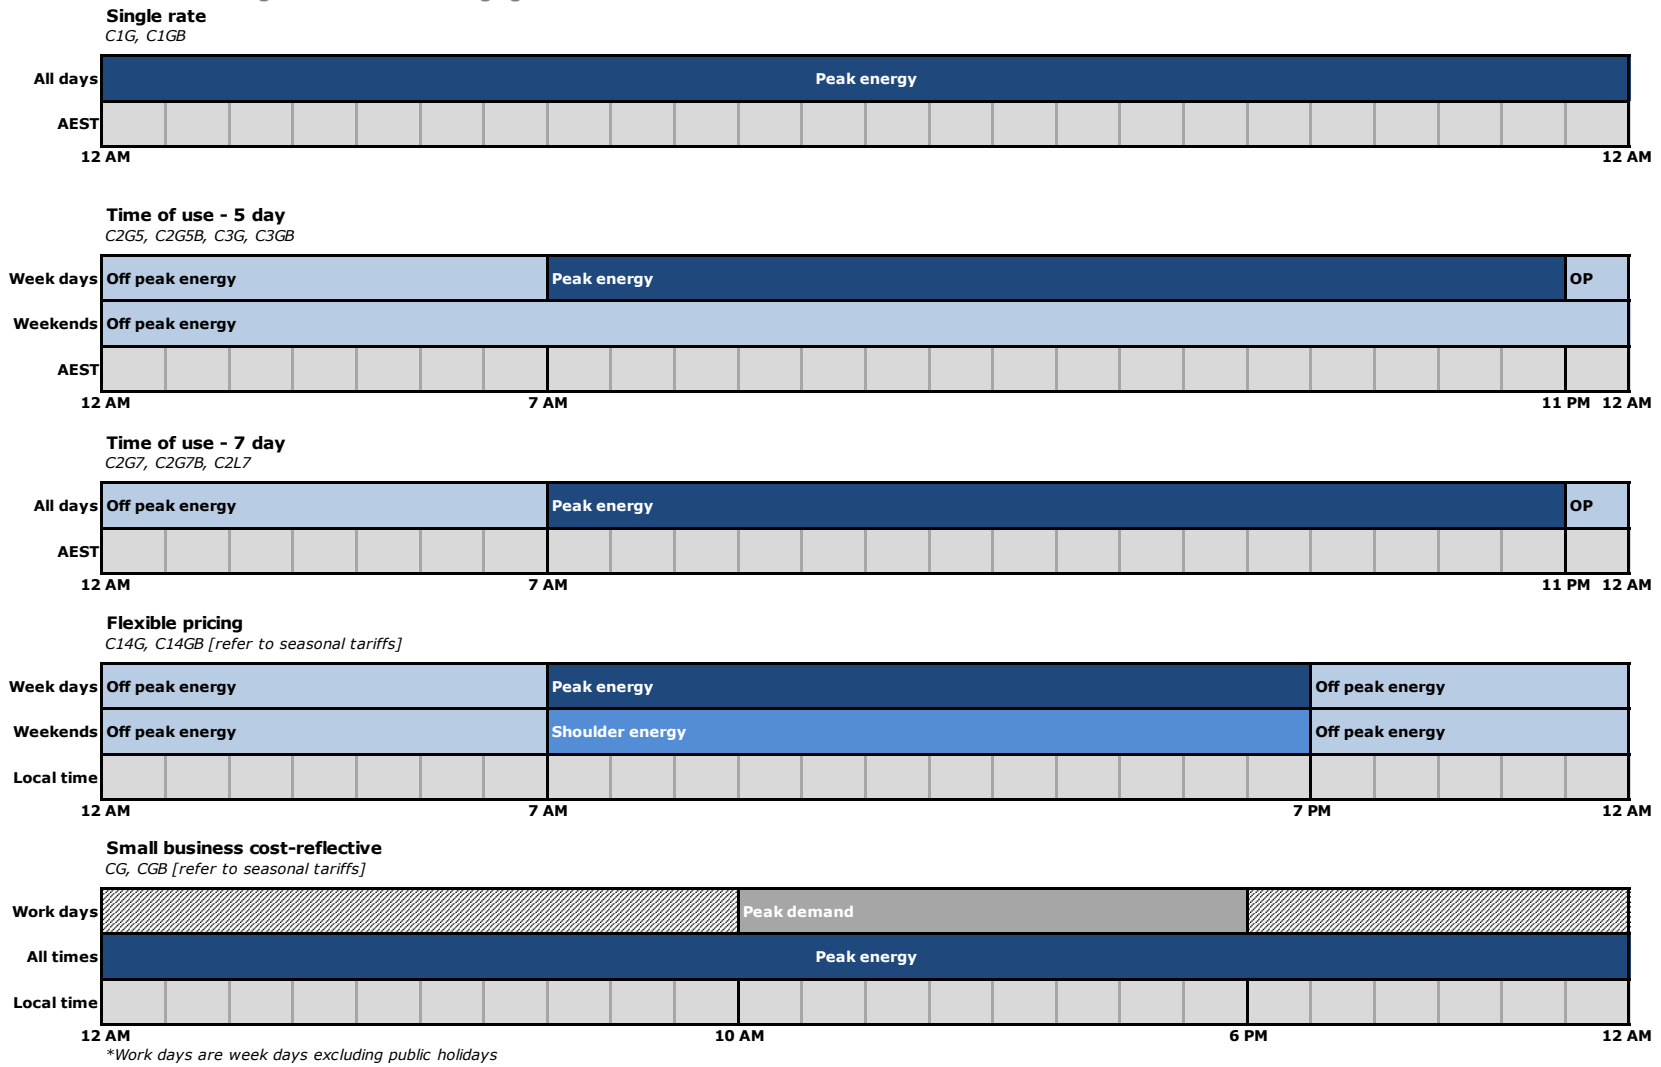 Single rate
C1G, C1GB
All days Peak energy
AEST
12 AM 12 AM
Time of use - 5 day
C2G5, C2G5B, C3G, C3GB
Week days Off peak energy Peak energy OP
Weekends Off peak energy
AEST
12 AM 7 AM 11 PM 12 AM
Time of use - 7 day
C2G7, C2G7B, C2L7
All days Off peak energy Peak energy OP
AEST
12 AM 7 AM 11 PM 12 AM
Flexible pricing
C14G, C14GB [refer to seasonal tariffs]
Week days Off peak energy Peak energy Off peak energy
Weekends Off peak energy Shoulder energy Off peak energy
Local time
12 AM 7 AM 7 PM 12 AM
Small business cost-reflective
CG, CGB [refer to seasonal tariffs]
Work days Peak demand
All times Peak energy
Local time
12 AM 10 AM 6 PM 12 AM
*Work days are week days excluding public holidays